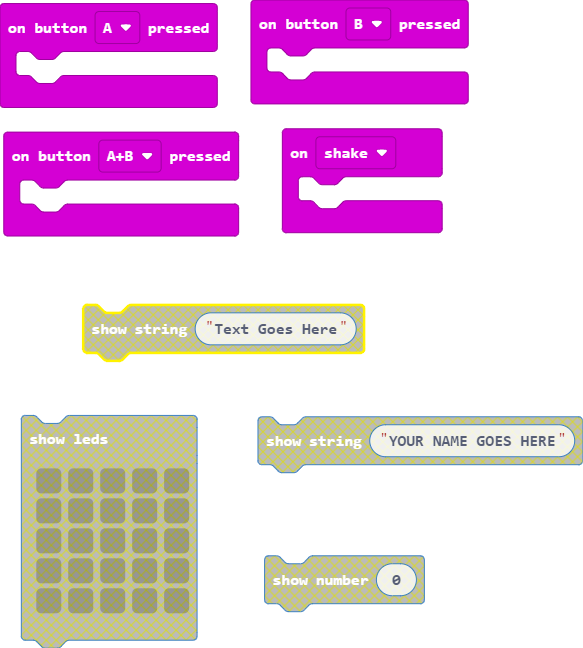 on button A pressed
on button B pressed
on button A+B pressed
on shake
show string "Text Goes Here"
show leds
show string "YOUR NAME GOES HERE"
show number 0